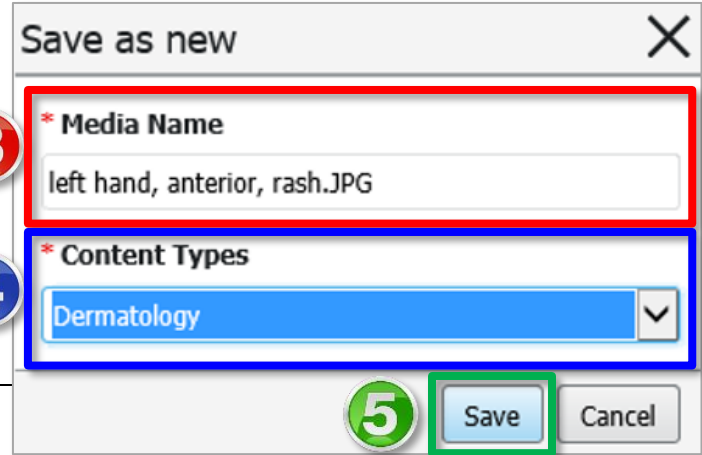 Save as new
* Media Name
left hand, anterior, rash.JPG
* Content Types
Dermatology
5 Save Cancel